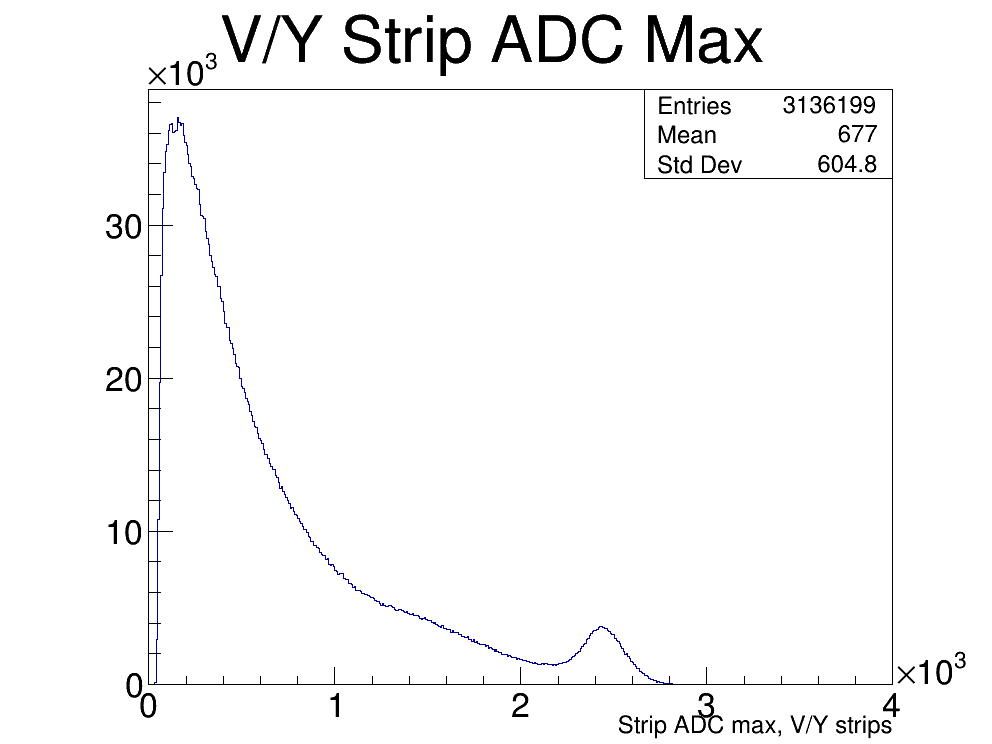 V/Y Strip ADC Max
×10³
Entries 3136199
Mean 677
Std Dev 604.8
30
20
10
0
0 1 2 3 4
×10³
Strip ADC max, V/Y strips